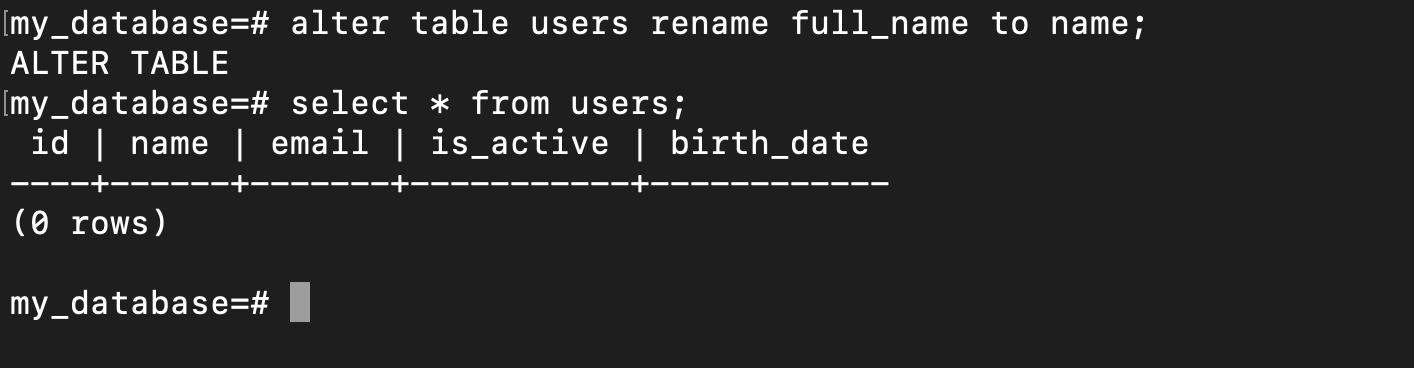 [my_database=# alter table users rename full_name to name;
ALTER TABLE
[my_database=# select * from users;
 id | name | email | is_active | birth_date
----+------+-------+-----------+------------
(0 rows)
my_database=#